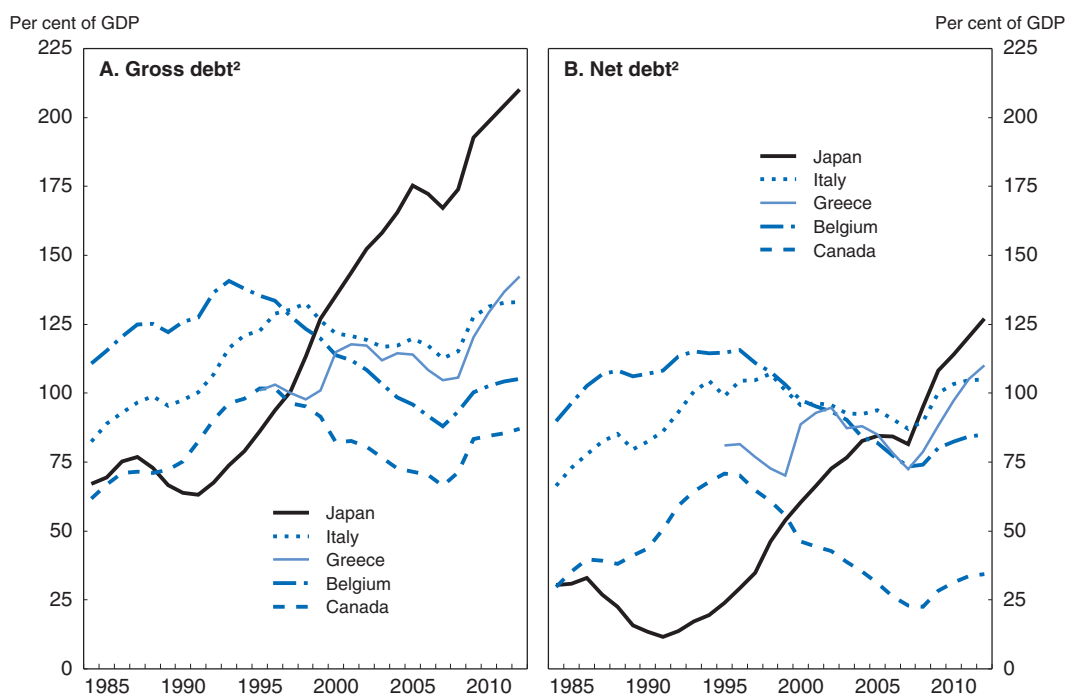 Per cent of GDP
Per cent of GDP
A. Gross debt²
225
200
175
150
125
100
75
50
25
0
Japan
Italy
Greece
Belgium
Canada
1985 1990 1995 2000 2005 2010
B. Net debt²
Japan
Italy
Greece
Belgium
Canada
225
200
175
150
125
100
75
50
25
0
1985 1990 1995 2000 2005 2010